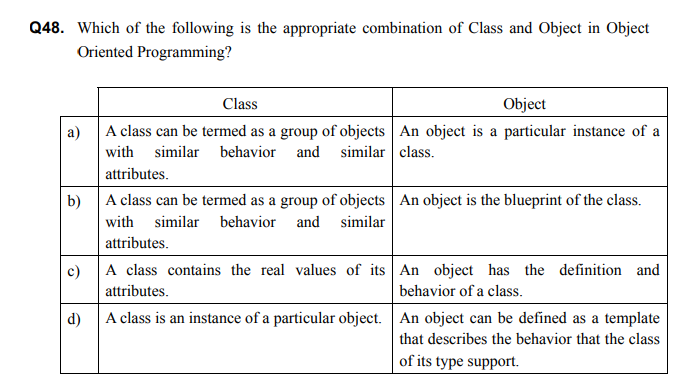 Q48. Which of the following is the appropriate combination of Class and Object in Object
Oriented Programming?
Class Object
a) A class can be termed as a group of objects An object is a particular instance of a
with similar behavior and similar class.
attributes.
b) A class can be termed as a group of objects An object is the blueprint of the class.
with similar behavior and similar
attributes.
c) A class contains the real values of its An object has the definition and
attributes. behavior of a class.
d) A class is an instance of a particular object. An object can be defined as a template
that describes the behavior that the class
of its type support.